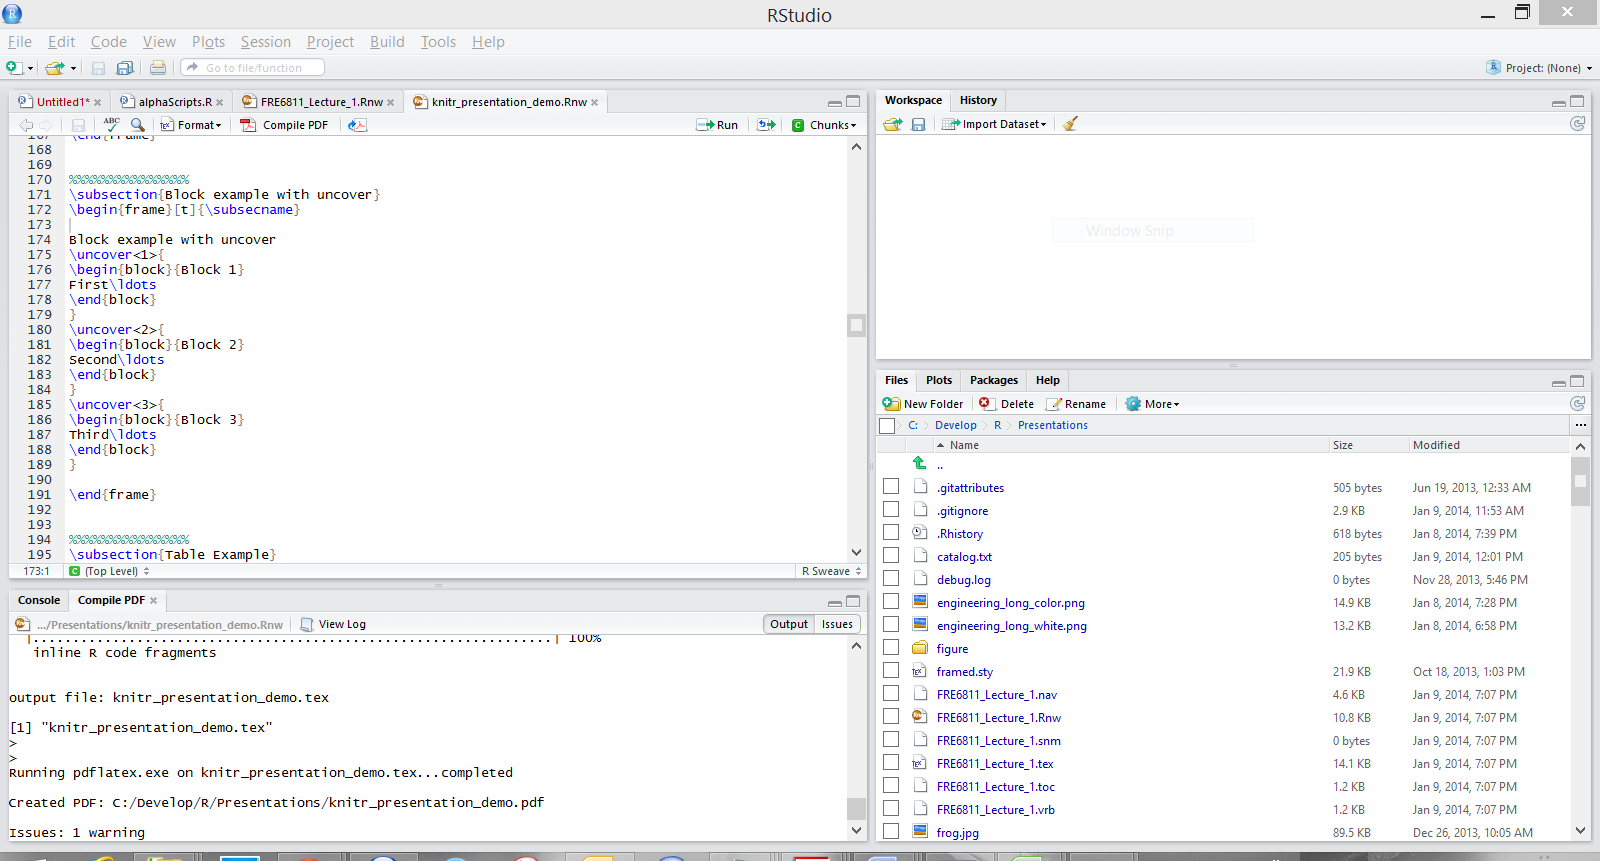 RStudio
File Edit Code View Plots Session Project Build Tools Help
Go to file/function
Project: (None)
Untitled1* alphaScripts.R FRE6811_Lecture_1.Rnw knitr_presentation_demo.Rnw
ABC Format Compile PDF Run Chunks
167 \end{frame}
168
169
170 %%%%%%%%%%%%%%%
171 \subsection{Block example with uncover}
172 \begin{frame}[t]{\subsecname}
173
174 Block example with uncover
175 \uncover<1>{
176 \begin{block}{Block 1}
177 First\ldots
178 \end{block}
179 }
180 \uncover<2>{
181 \begin{block}{Block 2}
182 Second\ldots
183 \end{block}
184 }
185 \uncover<3>{
186 \begin{block}{Block 3}
187 Third\ldots
188 \end{block}
189 }
190
191 \end{frame}
192
193
194 %%%%%%%%%%%%%%%
195 \subsection{Table Example}
173:1 (Top Level) R Sweave
Console Compile PDF
.../Presentations/knitr_presentation_demo.Rnw View Log Output Issues
|.................................................................| 100%
inline R code fragments
output file: knitr_presentation_demo.tex
[1] "knitr_presentation_demo.tex"
>
>
Running pdflatex.exe on knitr_presentation_demo.tex...completed
Created PDF: C:/Develop/R/Presentations/knitr_presentation_demo.pdf
Issues: 1 warning
Workspace History
Import Dataset
Window Snip
Files Plots Packages Help
New Folder Delete Rename More
C: Develop R Presentations ...
Name Size Modified
..
.gitattributes 505 bytes Jun 19, 2013, 12:33 AM
.gitignore 2.9 KB Jan 9, 2014, 11:53 AM
.Rhistory 618 bytes Jan 8, 2014, 7:39 PM
catalog.txt 205 bytes Jan 9, 2014, 12:01 PM
debug.log 0 bytes Nov 28, 2013, 5:46 PM
engineering_long_color.png 14.9 KB Jan 8, 2014, 7:28 PM
engineering_long_white.png 13.2 KB Jan 8, 2014, 6:58 PM
figure
framed.sty 21.9 KB Oct 18, 2013, 1:03 PM
FRE6811_Lecture_1.nav 4.6 KB Jan 9, 2014, 7:07 PM
FRE6811_Lecture_1.Rnw 10.8 KB Jan 9, 2014, 7:07 PM
FRE6811_Lecture_1.snm 0 bytes Jan 9, 2014, 7:07 PM
FRE6811_Lecture_1.tex 14.1 KB Jan 9, 2014, 7:07 PM
FRE6811_Lecture_1.toc 1.2 KB Jan 9, 2014, 7:07 PM
FRE6811_Lecture_1.vrb 1.2 KB Jan 9, 2014, 7:07 PM
frog.jpg 89.5 KB Dec 26, 2013, 10:05 AM